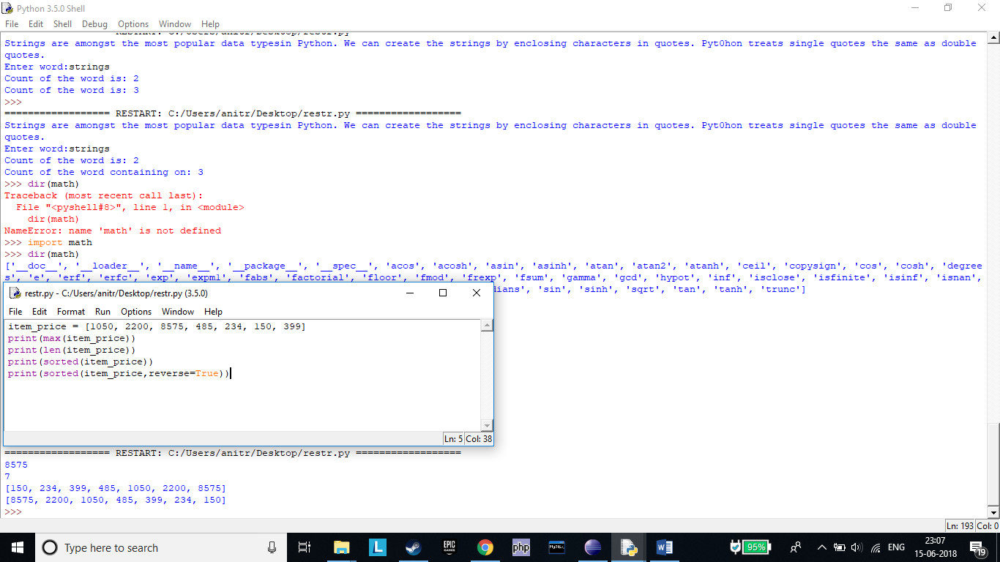 Python 3.5.0 Shell
File Edit Shell Debug Options Window Help
RESTART: C:/Users/anitr/Desktop/restr.py
Strings are amongst the most popular data typesin Python. We can create the strings by enclosing characters in quotes. Pyt0hon treats single quotes the same as double
quotes.
Enter word:strings
Count of the word is: 2
Count of the word is: 3
>>>
================== RESTART: C:/Users/anitr/Desktop/restr.py ==================
Strings are amongst the most popular data typesin Python. We can create the strings by enclosing characters in quotes. Pyt0hon treats single quotes the same as double
quotes.
Enter word:strings
Count of the word is: 2
Count of the word containing on: 3
>>> dir(math)
Traceback (most recent call last):
  File "<pyshell#8>", line 1, in <module>
    dir(math)
NameError: name 'math' is not defined
>>> import math
>>> dir(math)
['__doc__', '__loader__', '__name__', '__package__', '__spec__', 'acos', 'acosh', 'asin', 'asinh', 'atan', 'atan2', 'atanh', 'ceil', 'copysign', 'cos', 'cosh', 'degree
s', 'e', 'erf', 'erfc', 'exp', 'expm1', 'fabs', 'factorial', 'floor', 'fmod', 'frexp', 'fsum', 'gamma', 'gcd', 'hypot', 'inf', 'isclose', 'isfinite', 'isinf', 'isnan',
dians', 'sin', 'sinh', 'sqrt', 'tan', 'tanh', 'trunc']
restr.py - C:/Users/anitr/Desktop/restr.py (3.5.0)
File Edit Format Run Options Window Help
item_price = [1050, 2200, 8575, 485, 234, 150, 399]
print(max(item_price))
print(len(item_price))
print(sorted(item_price))
print(sorted(item_price,reverse=True))
Ln: 5 Col: 38
================== RESTART: C:/Users/anitr/Desktop/restr.py ==================
8575
7
[150, 234, 399, 485, 1050, 2200, 8575]
[8575, 2200, 1050, 485, 399, 234, 150]
>>>
Ln: 193 Col: 0
Type here to search
L
EPIC GAMES
php
MySQL
W
95%
ENG
23:07
15-06-2018
19